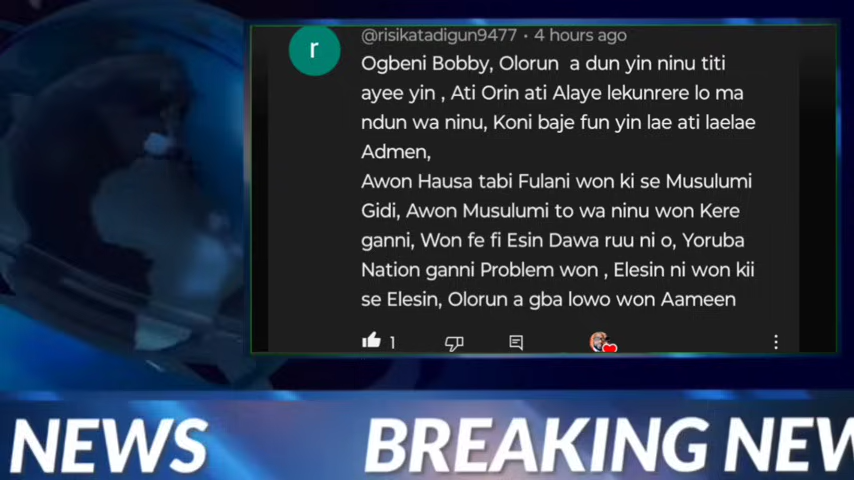 r
@risikatadigun9477 • 4 hours ago
Ogbeni Bobby, Olorun a dun yin ninu titi
ayee yin , Ati Orin ati Alaye lekunrere lo ma
ndun wa ninu, Koni baje fun yin lae ati laelae
Admen,
Awon Hausa tabi Fulani won ki se Musulumi
Gidi, Awon Musulumi to wa ninu won Kere
ganni, Won fe fi Esin Dawa ruu ni o, Yoruba
Nation ganni Problem won , Elesin ni won kii
se Elesin, Olorun a gba lowo won Aameen
1
NEWS BREAKING NEW